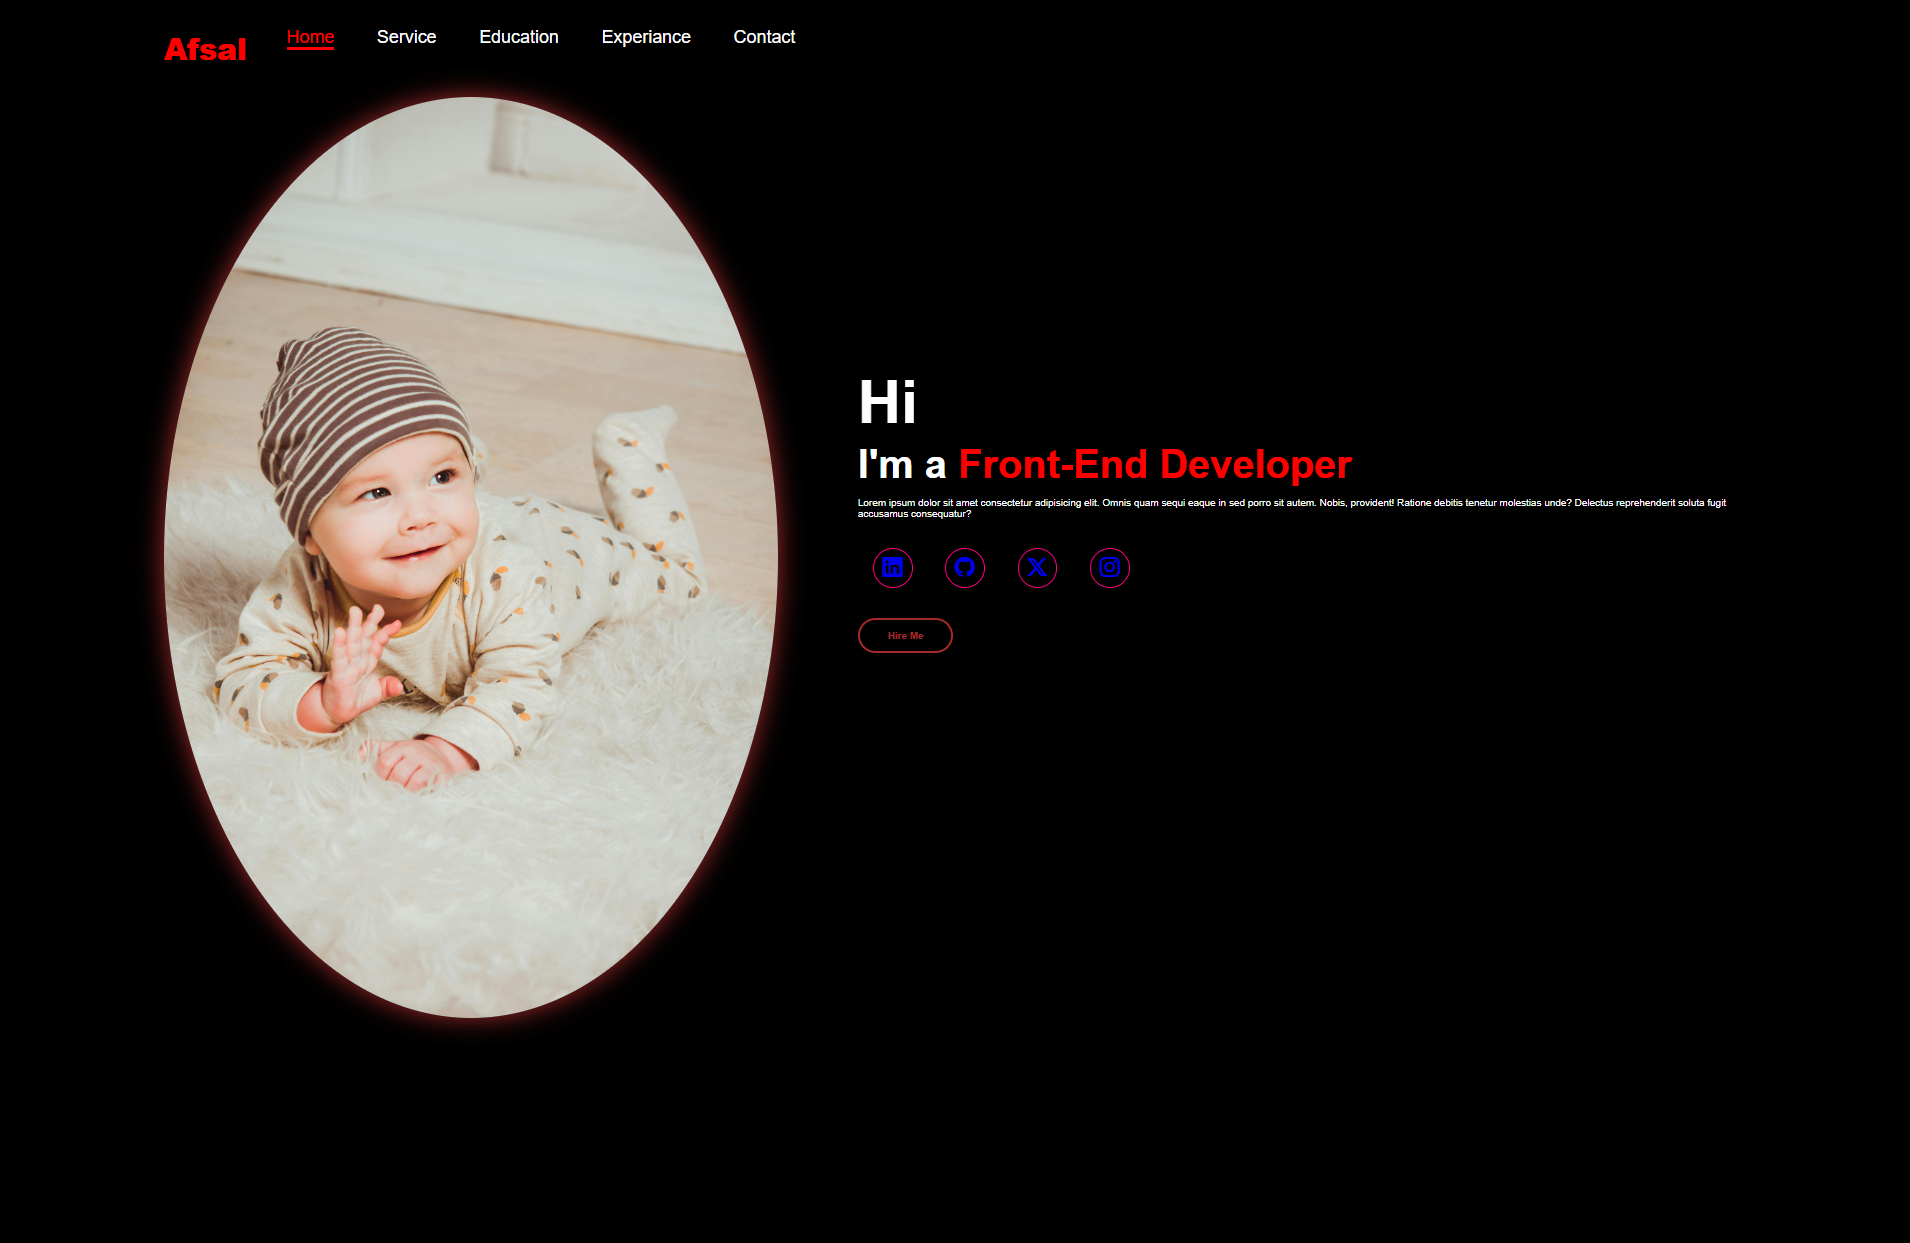 Afsal
Home Service Education Experiance Contact
Hi
I'm a Front-End Developer
Lorem ipsum dolor sit amet consectetur adipisicing elit. Omnis quam sequi eaque in sed porro sit autem. Nobis, provident! Ratione debitis tenetur molestias unde? Delectus reprehenderit soluta fugit
accusamus consequatur?
Hire Me